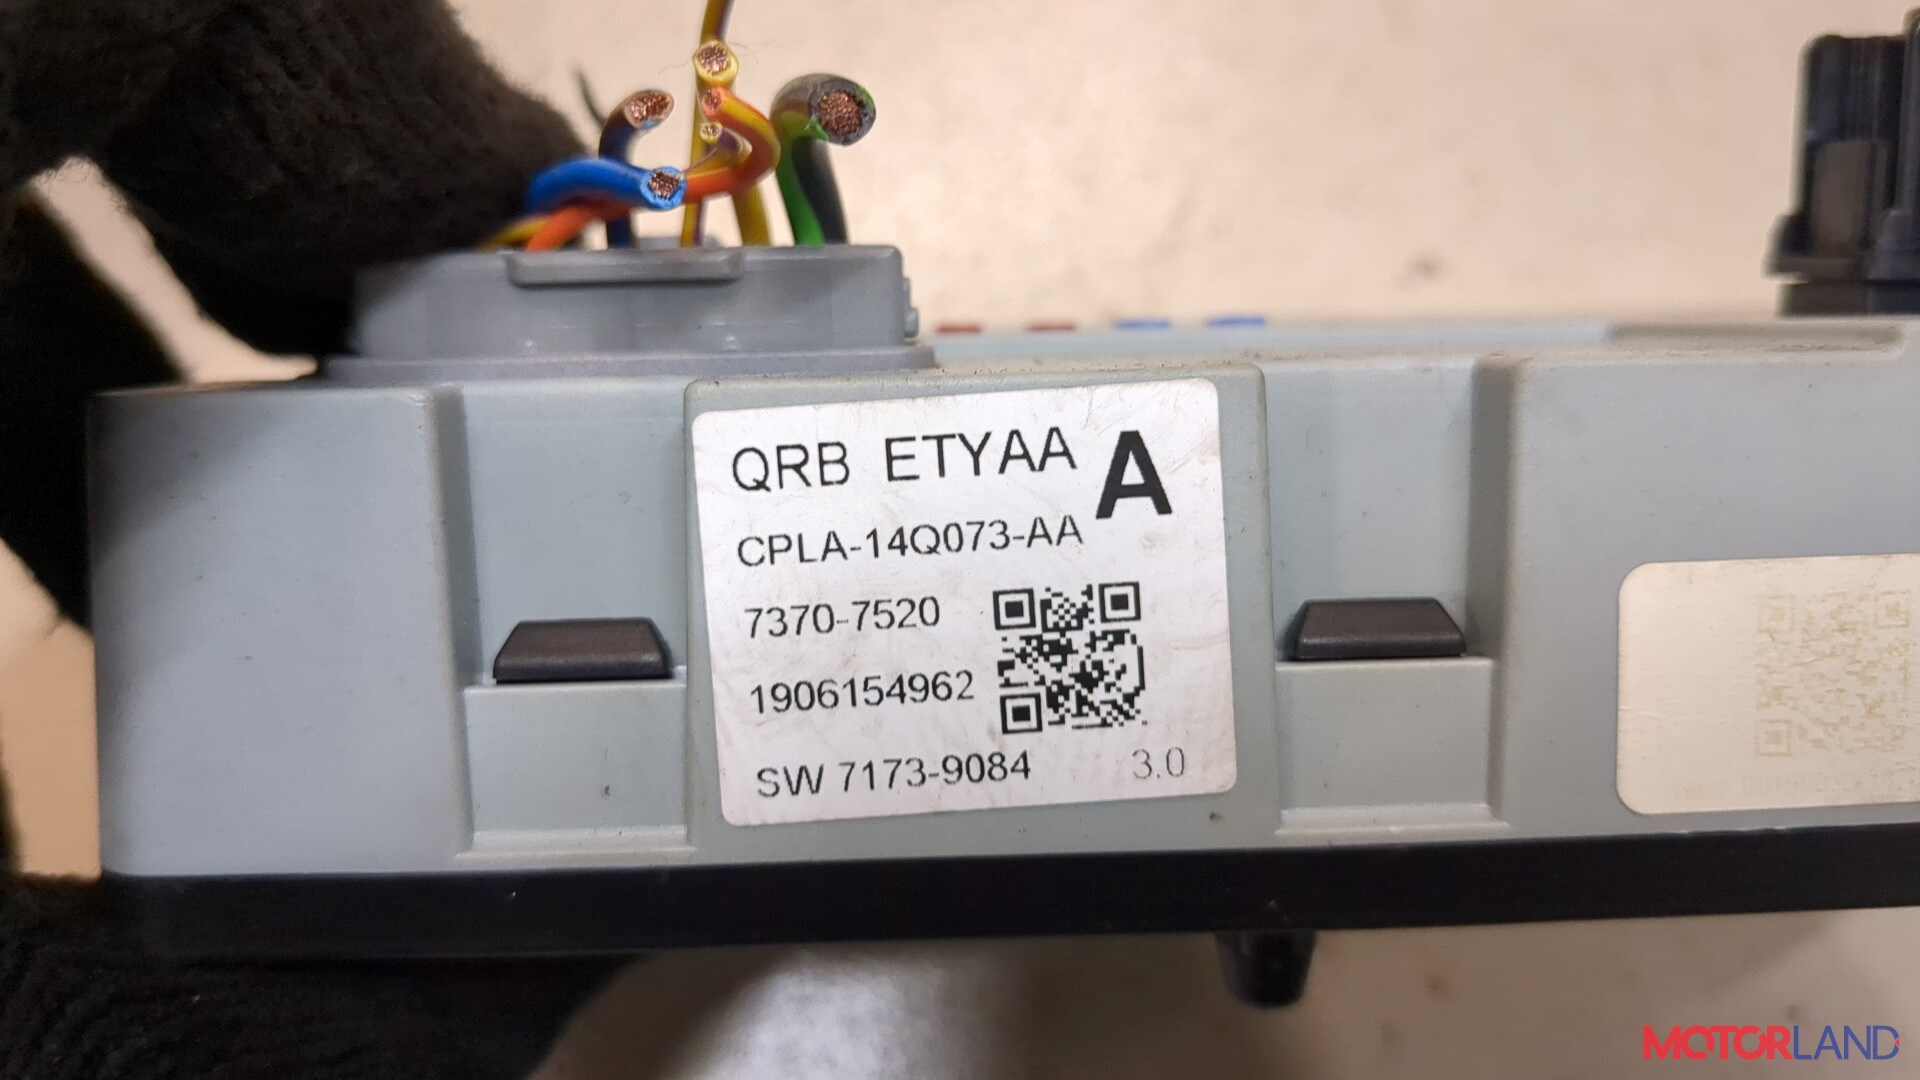 QRB ETYAA A
CPLA-14Q073-AA
7370-7520
1906154962
SW 7173-9084 3.0
MOTORLAND